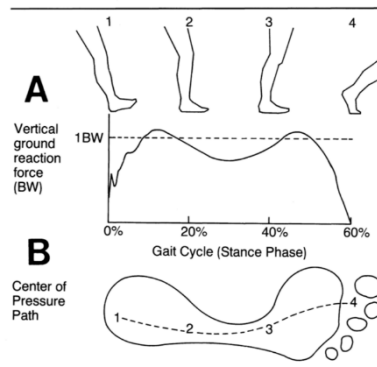 1 2 3 4
A
Vertical
ground
reaction
force
(BW)
1BW
0% 20% 40% 60%
Gait Cycle (Stance Phase)
B
Center of
Pressure
Path
1 2 3 4